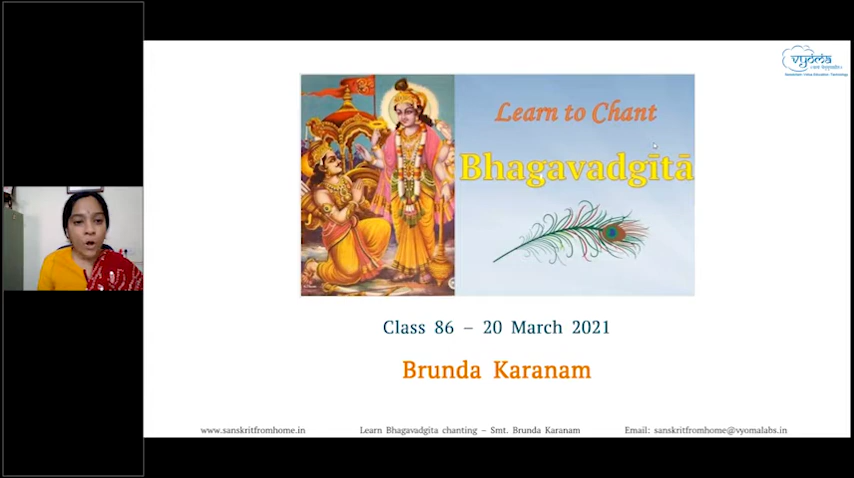 vyoma
Learn to Chant
Bhagavadgītā
Class 86 – 20 March 2021
Brunda Karanam
www.sanskritfromhome.in
Learn Bhagavadgita chanting – Smt. Brunda Karanam
Email: sanskritfromhome@vyomalabs.in